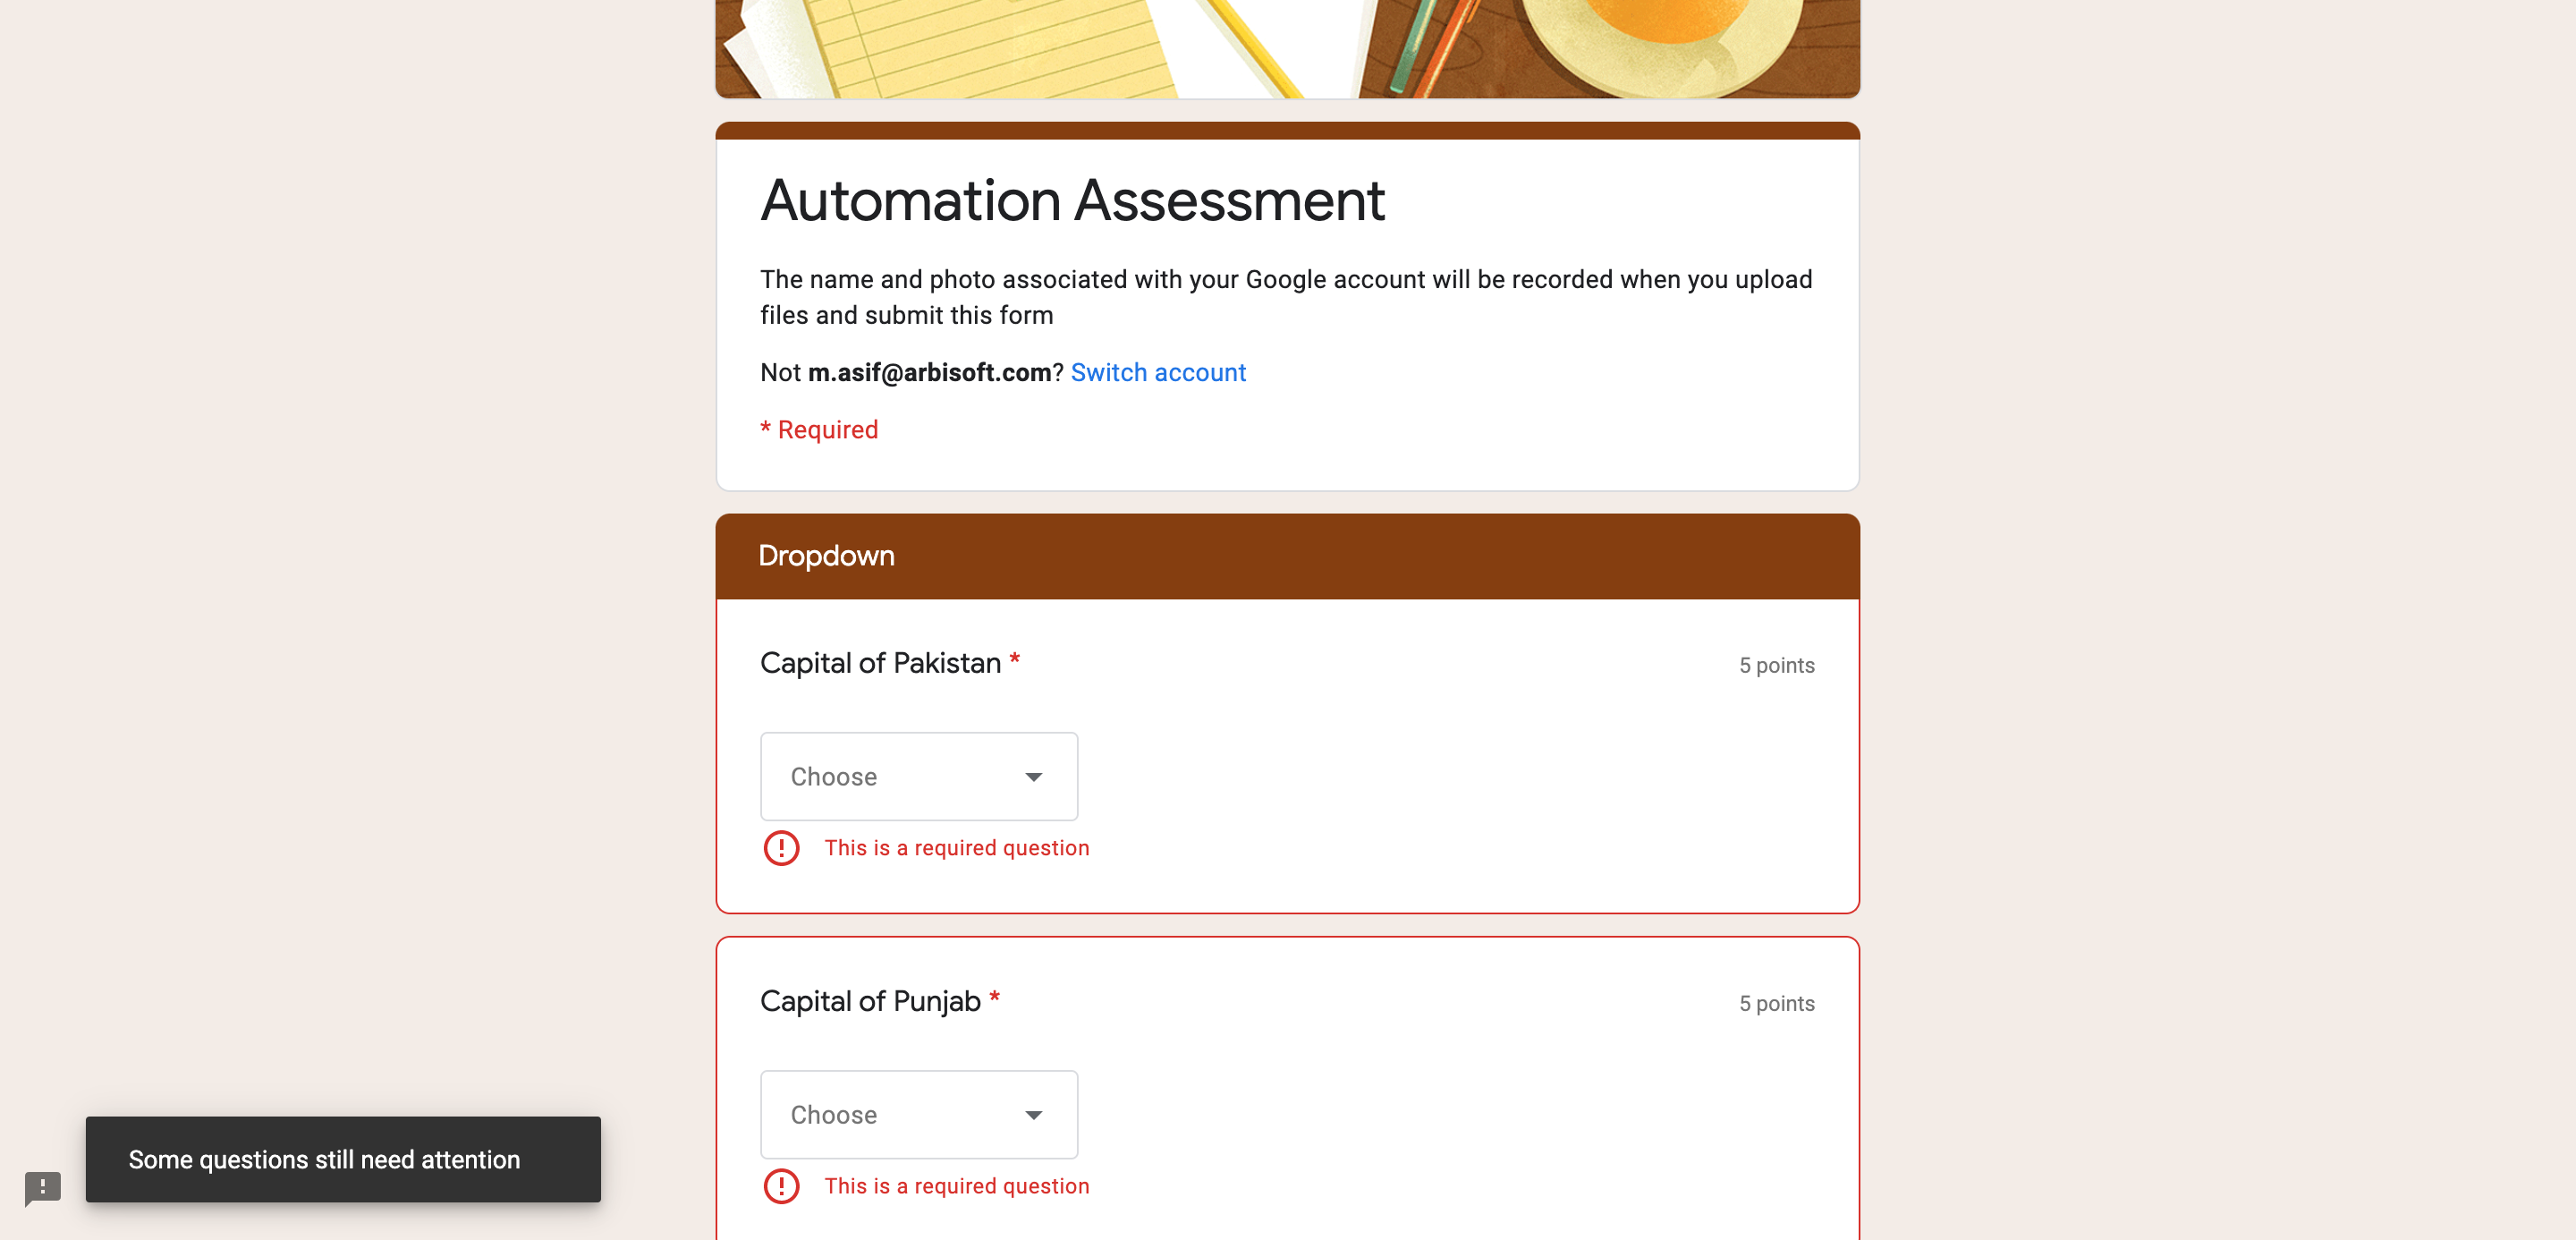 Automation Assessment
The name and photo associated with your Google account will be recorded when you upload
files and submit this form
Not m.asif@arbisoft.com? Switch account
* Required
Dropdown
Capital of Pakistan *
5 points
Choose
This is a required question
Capital of Punjab *
5 points
Choose
This is a required question
Some questions still need attention